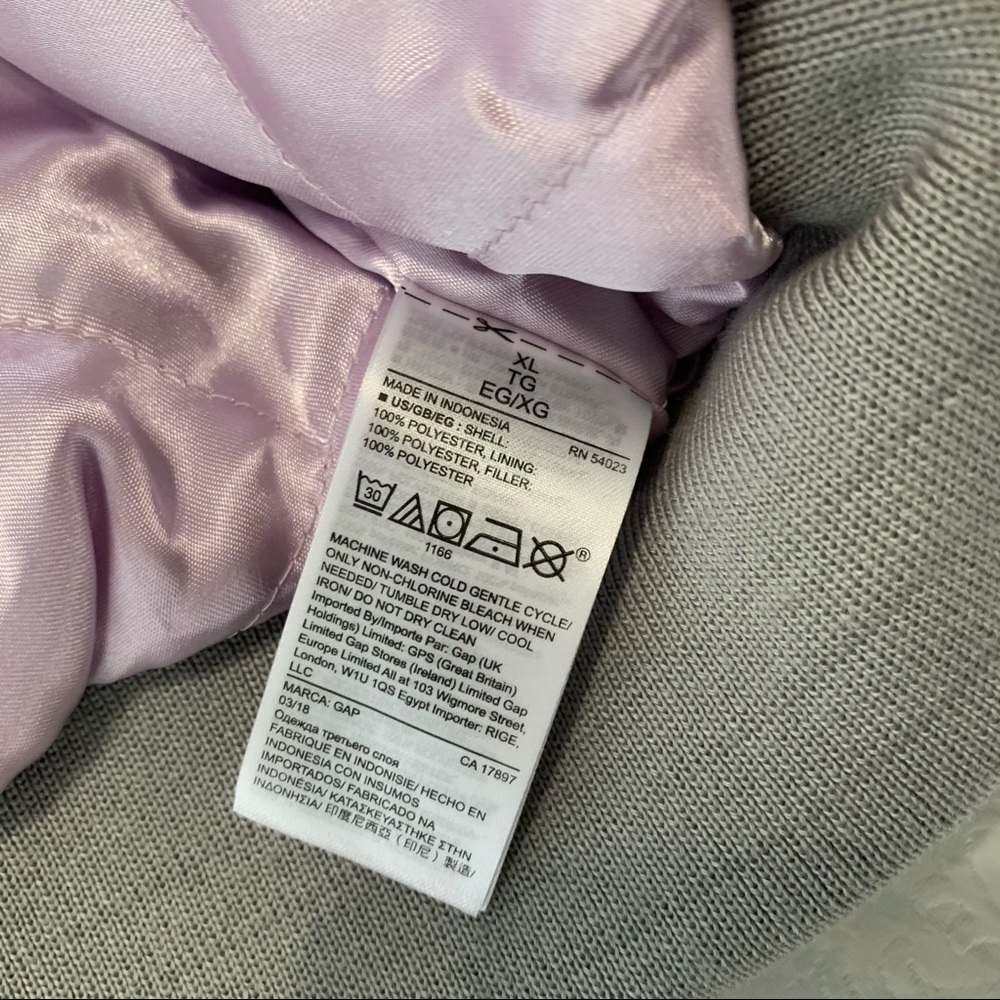 XL
TG
EG/XG
MADE IN INDONESIA
RN 54023
■ US/GB/EG : SHELL:
100% POLYESTER, LINING:
100% POLYESTER, FILLER:
100% POLYESTER
30
®
1166
MACHINE WASH COLD GENTLE CYCLE/
ONLY NON-CHLORINE BLEACH WHEN
NEEDED/ TUMBLE DRY LOW/ COOL
IRON/ DO NOT DRY CLEAN
Imported By/Importe Par: Gap (UK
Holdings) Limited: GPS (Great Britain)
Limited Gap Stores (Ireland) Limited Gap
Europe Limited All at 103 Wigmore Street,
London, W1U 1QS Egypt Importer: RIGE,
LLC
MARCA: GAP
03/18
CA 17897
Одежда третьего слоя
FABRIQUE EN INDONISIE/ HECHO EN
INDONESIA CON INSUMOS
IMPORTADOS/ FABRICADO NA
INDONÉSIA/ ΚΑΤΑΣΚΕΥΑΣΤΗΚΕ ΣΤΗΝ
ΙΝΔΟΝΗΣΙΑ/ 印度尼西亞（印尼）製造/